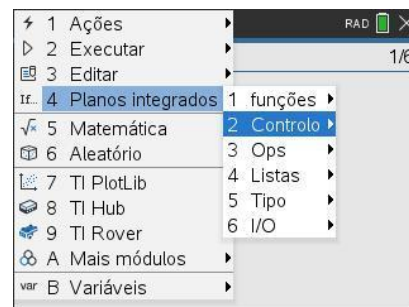 1 Ações
RAD
2 Executar
1/6
3 Editar
If... 4 Planos integrados
1 funções
√x 5 Matemática
2 Controlo
6 Aleatório
3 Ops
7 TI PlotLib
4 Listas
8 TI Hub
5 Tipo
9 TI Rover
6 I/O
A Mais módulos
var B Variáveis